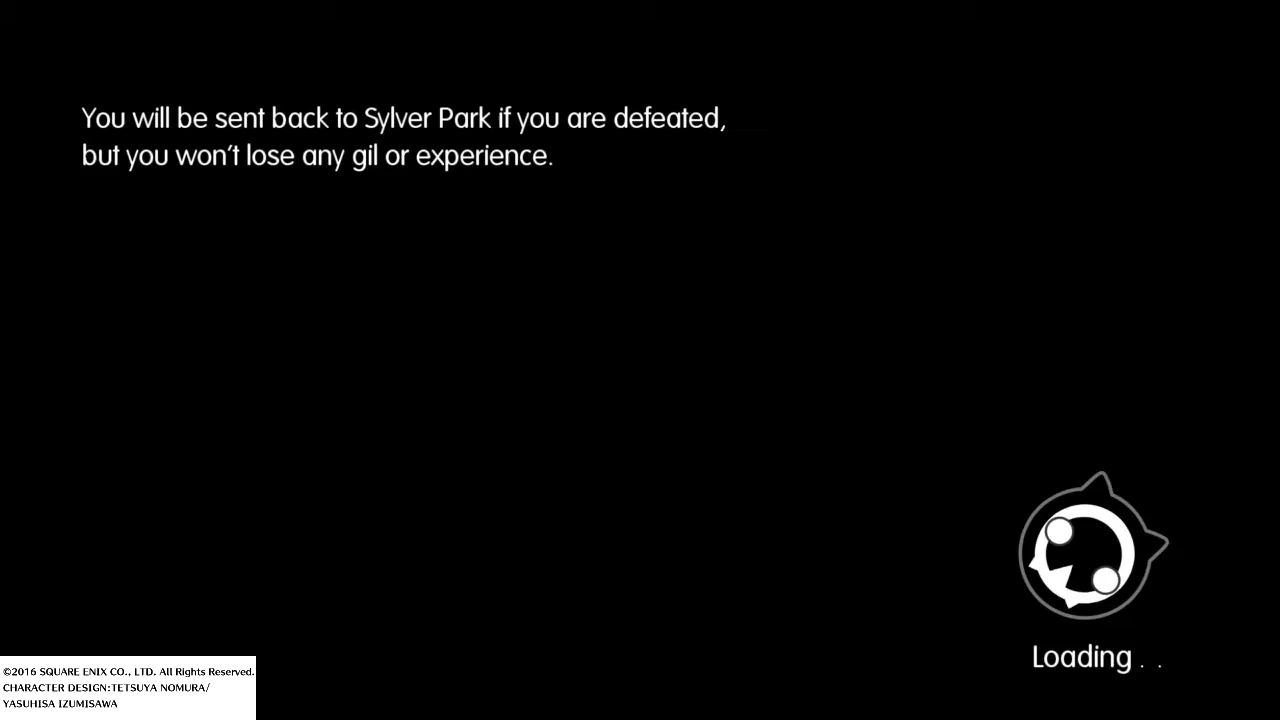 You will be sent back to Sylver Park if you are defeated,
but you won't lose any gil or experience.
Loading . .
©2016 SQUARE ENIX CO., LTD. All Rights Reserved.
CHARACTER DESIGN:TETSUYA NOMURA/
YASUHISA IZUMISAWA